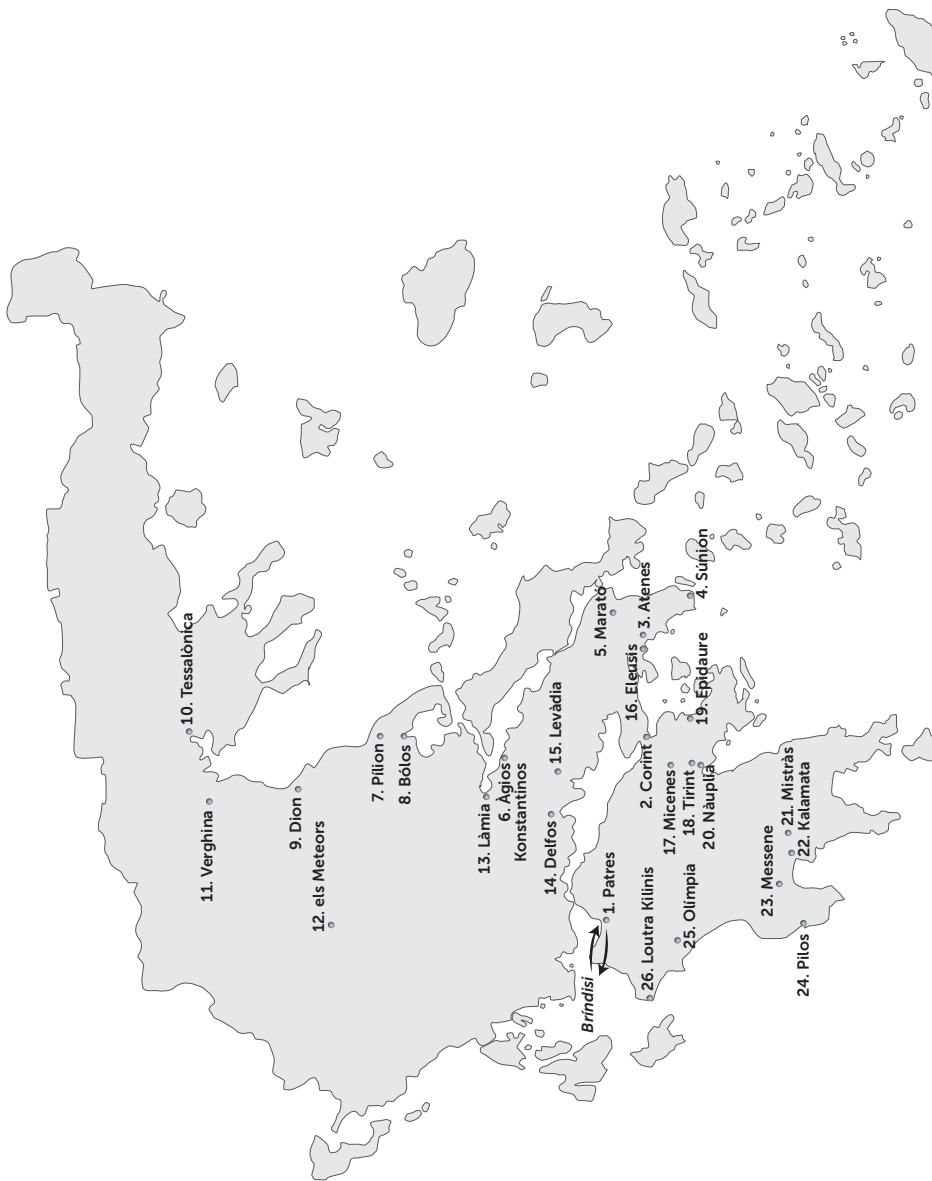 10. Tessalònica
11. Verghina
9. Dion
12. els Meteors
7. Pílion
8. Bólos
13. Làmia
6. Àgios
Konstantinos
14. Delfos
15. Levàdia
5. Marató
Bríndisi
1. Patres
16. Eleusis
3. Atenes
2. Corint
4. Súnion
26. Loutra Kilinis
17. Micenes
25. Olímpia
18. Tirint
19. Epidaure
20. Nàuplia
23. Messene
21. Mistràs
22. Kalamata
24. Pilos